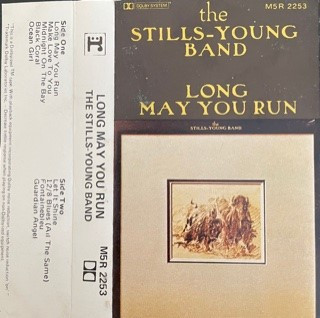 DOLBY SYSTEM
M5R 2253
the
STILLS-YOUNG
BAND
LONG
MAY YOU RUN
the
STILLS-YOUNG BAND
LONG MAY YOU RUN
THE STILLS-YOUNG BAND
M5R 2253
Side One
Long May You Run
Make Love To You
Midnight On The Bay
Black Coral
Ocean Girl
Side Two
Let It Shine
12/8 Blues (All The Same)
Fontainebleau
Guardian Angel